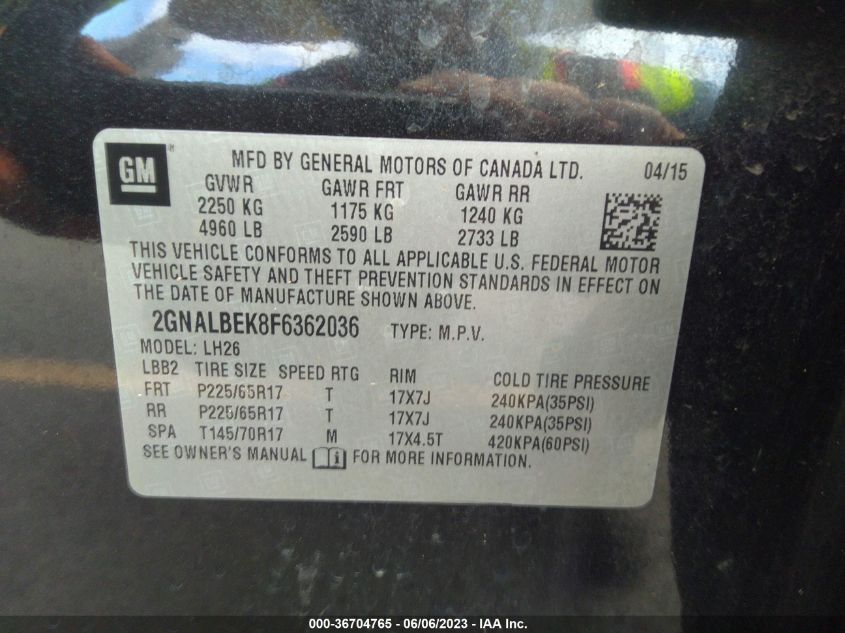 GM ® MFD BY GENERAL MOTORS OF CANADA LTD. 04/15
GVWR GAWR FRT GAWR RR
2250 KG 1175 KG 1240 KG
4960 LB 2590 LB 2733 LB
THIS VEHICLE CONFORMS TO ALL APPLICABLE U.S. FEDERAL MOTOR
VEHICLE SAFETY AND THEFT PREVENTION STANDARDS IN EFFECT ON
THE DATE OF MANUFACTURE SHOWN ABOVE.
2GNALBEK8F6362036 TYPE: M.P.V.
MODEL: LH26
LBB2 TIRE SIZE SPEED RTG RIM COLD TIRE PRESSURE
FRT P225/65R17 T 17X7J 240KPA(35PSI)
RR P225/65R17 T 17X7J 240KPA(35PSI)
SPA T145/70R17 M 17X4.5T 420KPA(60PSI)
SEE OWNER'S MANUAL i FOR MORE INFORMATION.
000-36704765 - 06/06/2023 - IAA Inc.